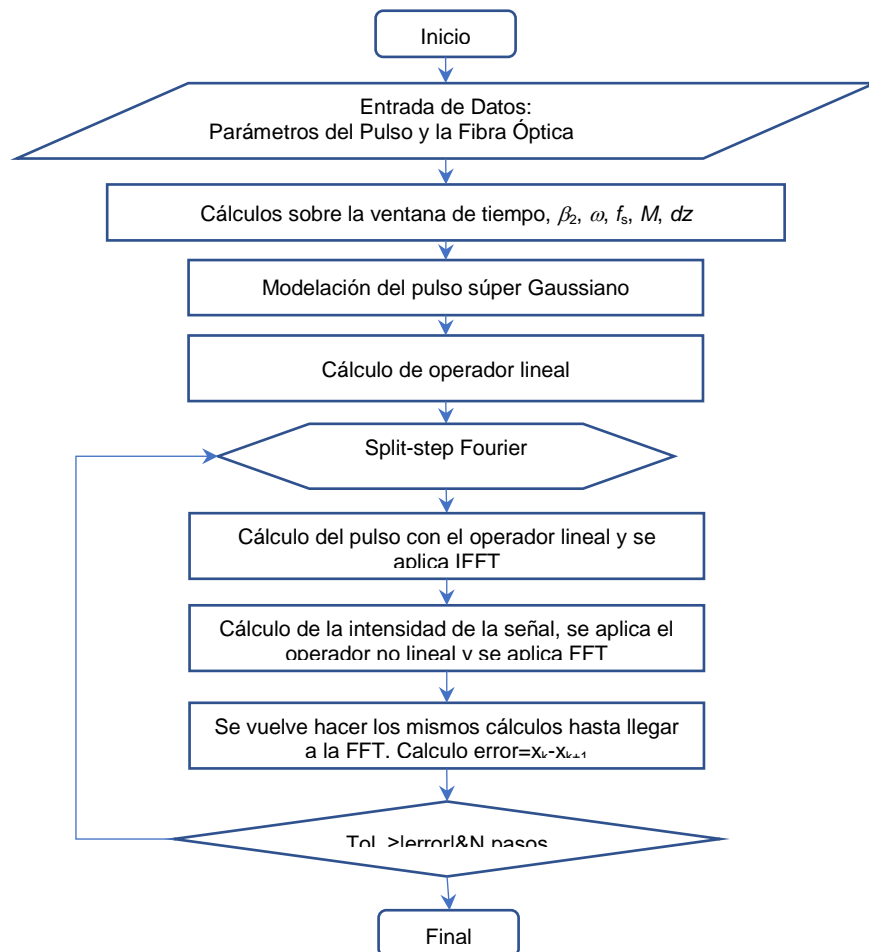 Inicio
Entrada de Datos:
Parámetros del Pulso y la Fibra Óptica
Cálculos sobre la ventana de tiempo, β₂, ω, fₛ, M, dz
Modelación del pulso súper Gaussiano
Cálculo de operador lineal
Split-step Fourier
Cálculo del pulso con el operador lineal y se
aplica IFFT
Cálculo de la intensidad de la señal, se aplica el
operador no lineal y se aplica FFT
Se vuelve hacer los mismos cálculos hasta llegar
a la FFT. Calculo error=xₖ-xₖ₊₁
Tol. ≥|error|&N pasos
Final